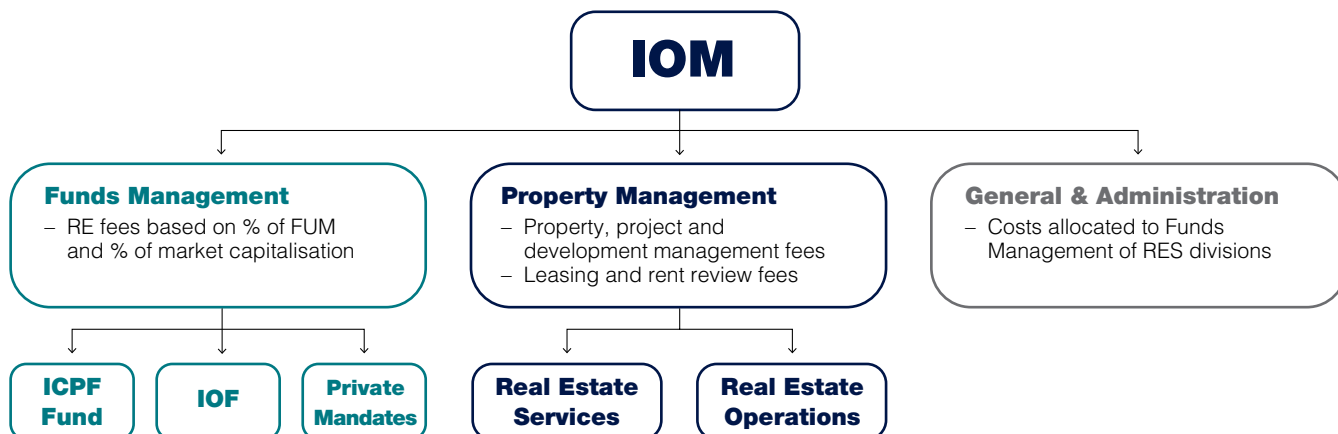 IOM
Funds Management
– RE fees based on % of FUM
and % of market capitalisation
Property Management
– Property, project and
development management fees
– Leasing and rent review fees
General & Administration
– Costs allocated to Funds
Management of RES divisions
ICPF
Fund
IOF
Private
Mandates
Real Estate
Services
Real Estate
Operations